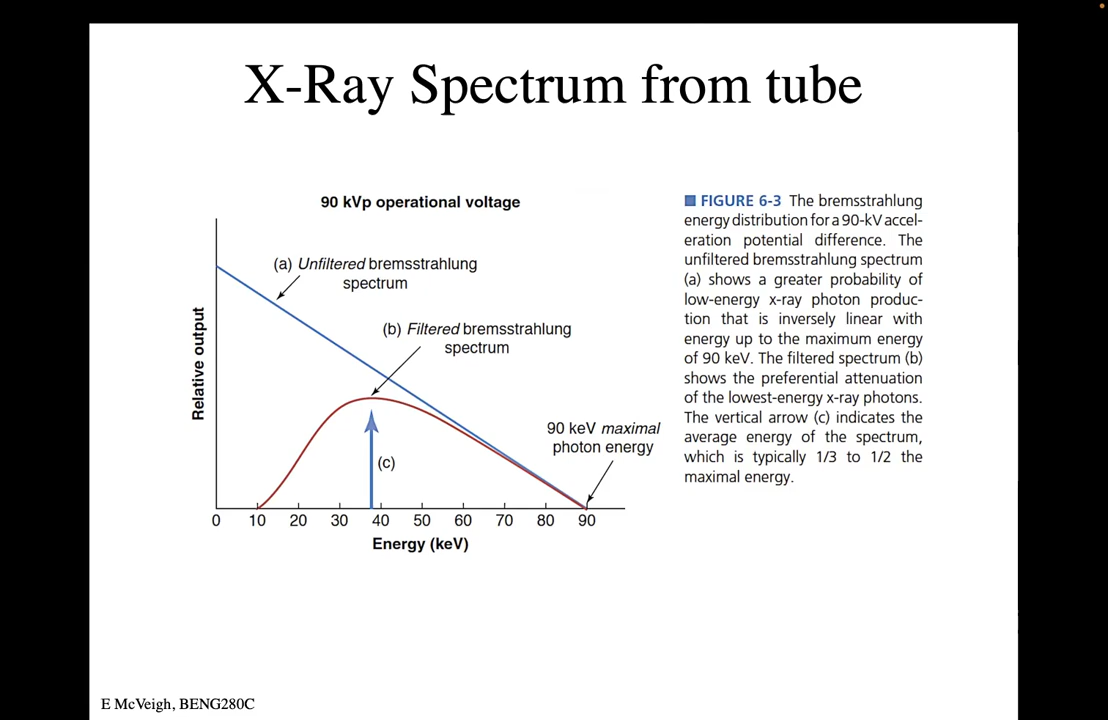 X-Ray Spectrum from tube
90 kVp operational voltage
(a) Unfiltered bremsstrahlung
spectrum
(b) Filtered bremsstrahlung
spectrum
Relative output
90 keV maximal
photon energy
(c)
0 10 20 30 40 50 60 70 80 90
Energy (keV)
FIGURE 6-3 The bremsstrahlung
energy distribution for a 90-kV accel-
eration potential difference. The
unfiltered bremsstrahlung spectrum
(a) shows a greater probability of
low-energy x-ray photon produc-
tion that is inversely linear with
energy up to the maximum energy
of 90 keV. The filtered spectrum (b)
shows the preferential attenuation
of the lowest-energy x-ray photons.
The vertical arrow (c) indicates the
average energy of the spectrum,
which is typically 1/3 to 1/2 the
maximal energy.
E McVeigh, BENG280C